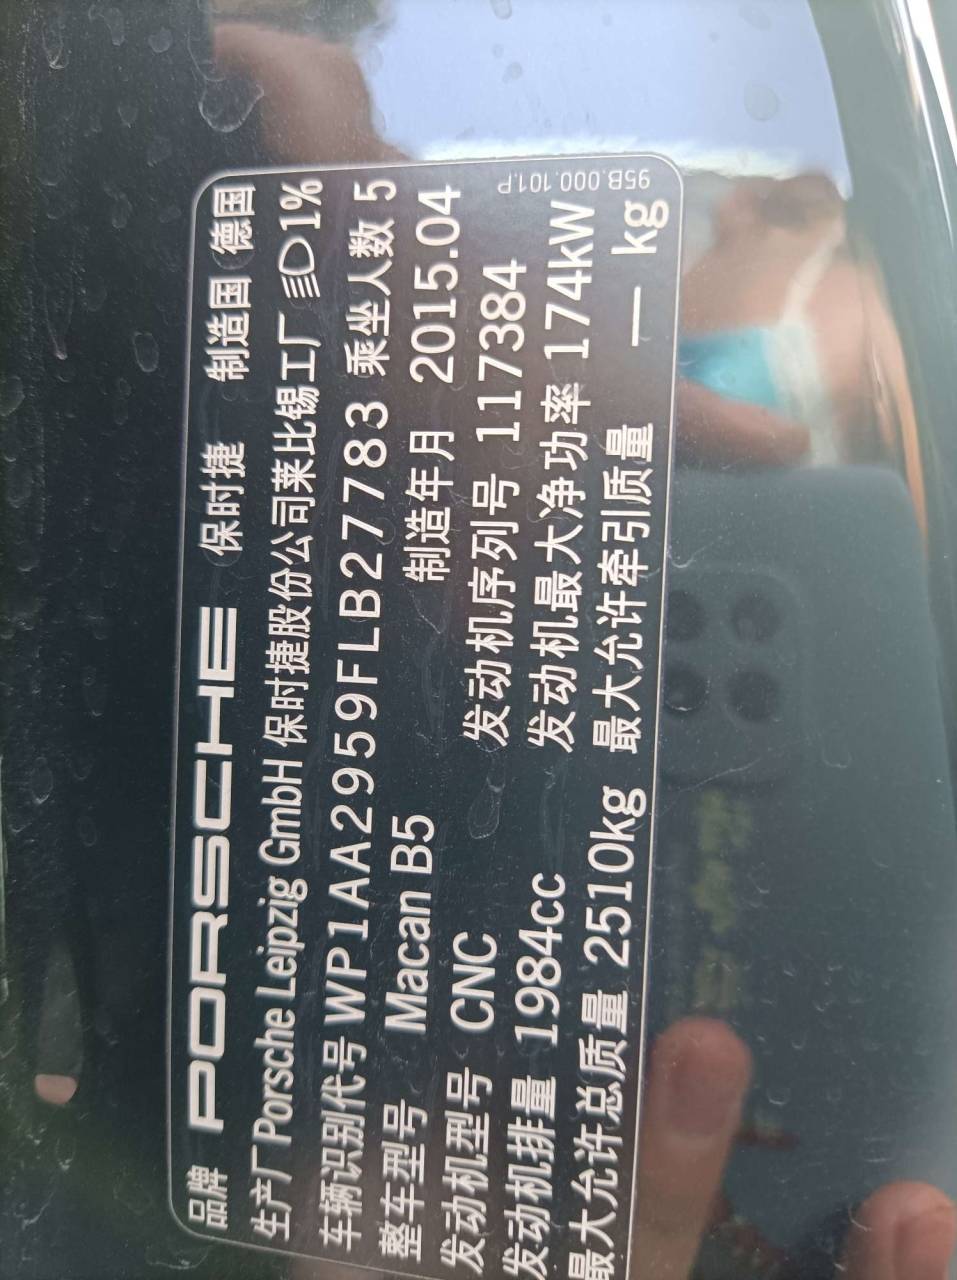 品牌 PORSCHE 保时捷 制造国 德国
生产厂 Porsche Leipzig GmbH 保时捷股份公司莱比锡工厂 1%
车辆识别代号 WP1AA2959FLB27783 乘坐人数 5
整车型号 Macan B5 制造年月 2015.04
发动机型号 CNC 发动机序列号 117384
发动机排量 1984cc 发动机最大净功率 174kW
最大允许总质量 2510kg 最大允许牵引质量 — kg
95B.000.101.P